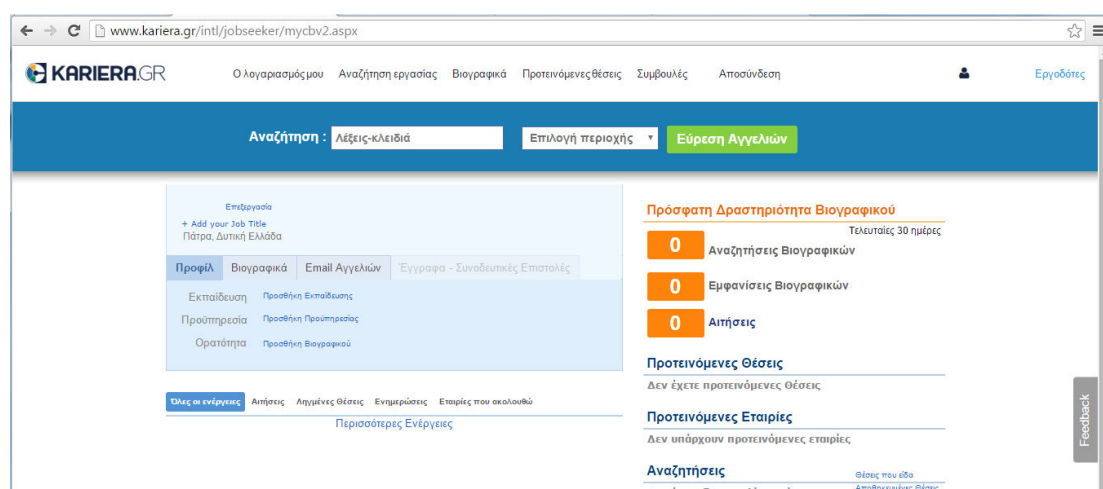 www.kariera.gr/intl/jobseeker/mycbv2.aspx
KARIERA.GR
Ο λογαριασμός μου Αναζήτηση εργασίας Βιογραφικά Προτεινόμενες θέσεις Συμβουλές Αποσύνδεση Εργοδότες
Αναζήτηση : Λέξεις-κλειδιά Επιλογή περιοχής Εύρεση Αγγελιών
Επεξεργασία
+ Add your Job Title
Πάτρα, Δυτική Ελλάδα
Προφίλ Βιογραφικά Email Αγγελιών Έγγραφα - Συνοδευτικές Επιστολές
Εκπαίδευση Προσθήκη Εκπαίδευσης
Προϋπηρεσία Προσθήκη Προϋπηρεσίας
Ορατότητα Προσθήκη Βιογραφικού
Όλες οι ενέργειες Αιτήσεις Ληγμένες Θέσεις Ενημερώσεις Εταιρίες που ακολουθώ
Περισσότερες Ενέργειες
Πρόσφατη Δραστηριότητα Βιογραφικού
Τελευταίες 30 ημέρες
0 Αναζητήσεις Βιογραφικών
0 Εμφανίσεις Βιογραφικών
0 Αιτήσεις
Προτεινόμενες Θέσεις
Δεν έχετε προτεινόμενες Θέσεις
Προτεινόμενες Εταιρίες
Δεν υπάρχουν προτεινόμενες εταιρίες
Αναζητήσεις Θέσεις που είδα
Αποθηκευμένες Θέσεις
Feedback